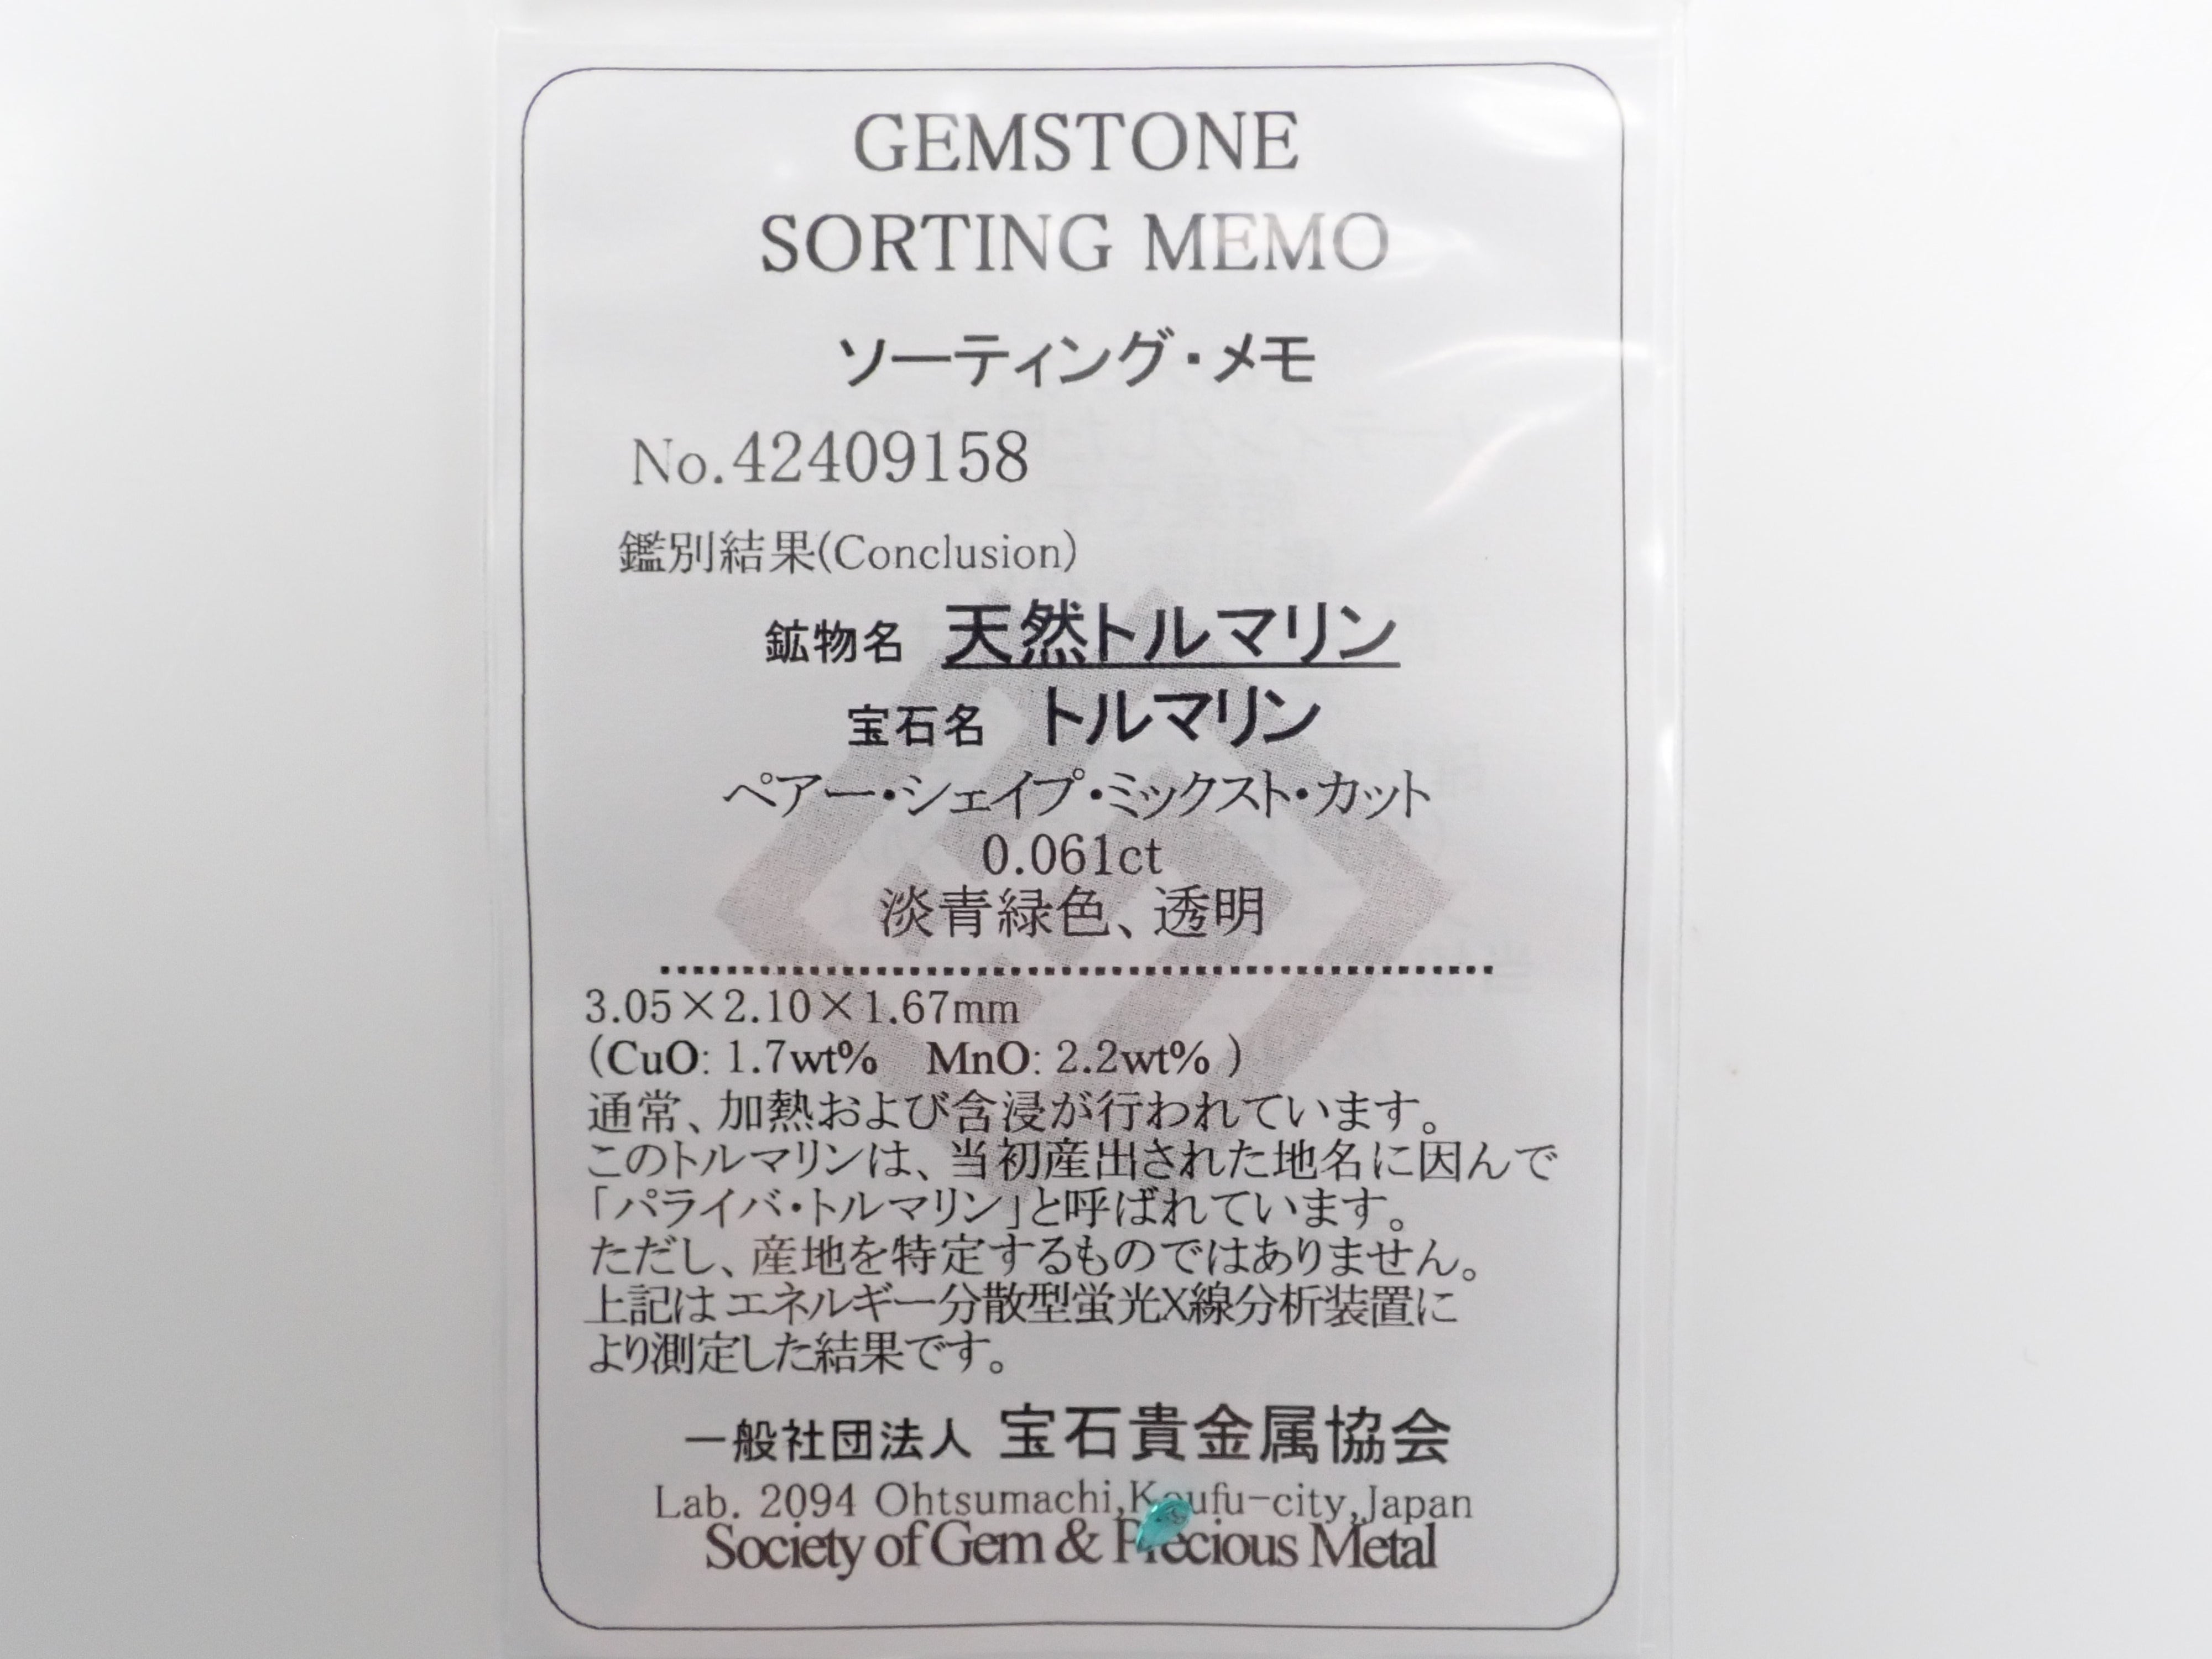 GEMSTONE
SORTING MEMO
ソーティング・メモ
No.42409158
鑑別結果(Conclusion)
鉱物名 天然トルマリン
宝石名 トルマリン
ペアー・シェイプ・ミックスト・カット
0.061ct
淡青緑色、透明
3.05×2.10×1.67mm
(CuO: 1.7wt% MnO: 2.2wt% )
通常、加熱および含浸が行われています。
このトルマリンは、当初産出された地名に因んで
「パライバ・トルマリン」と呼ばれています。
ただし、産地を特定するものではありません。
上記はエネルギー分散型蛍光X線分析装置に
より測定した結果です。
一般社団法人 宝石貴金属協会
Lab. 2094 Ohtsumachi,Koufu-city,Japan
Society of Gem & Precious Metal